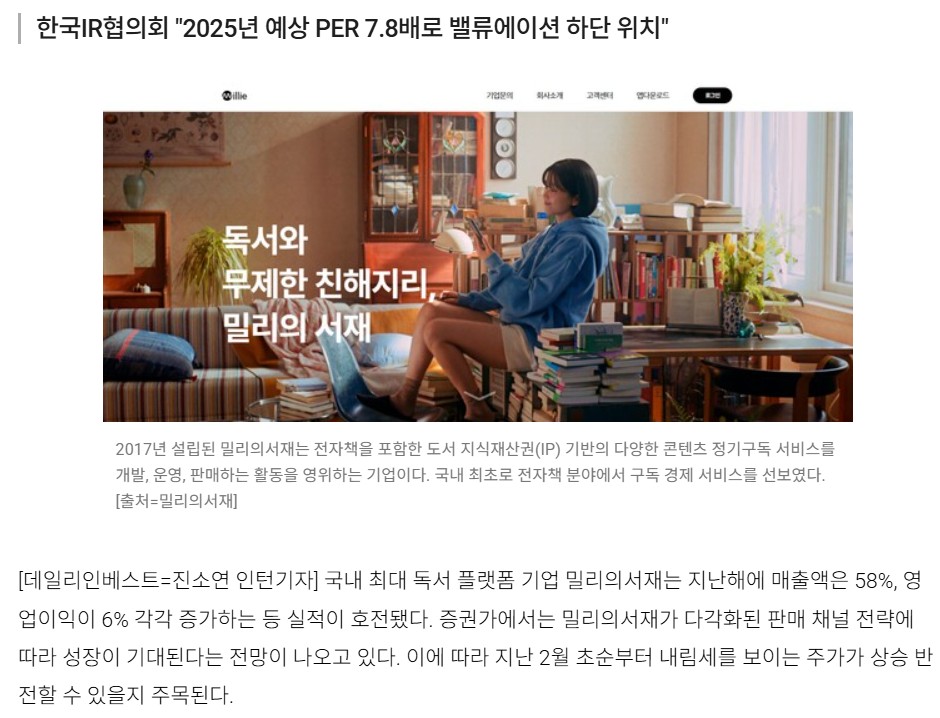 한국IR협의회 "2025년 예상 PER 7.8배로 밸류에이션 하단 위치"
Millie
기업문의 회사소개 고객센터 앱다운로드 로그인
독서와
무제한 친해지리,
밀리의 서재
2017년 설립된 밀리의서재는 전자책을 포함한 도서 지식재산권(IP) 기반의 다양한 콘텐츠 정기구독 서비스를
개발, 운영, 판매하는 활동을 영위하는 기업이다. 국내 최초로 전자책 분야에서 구독 경제 서비스를 선보였다.
[출처=밀리의서재]
[데일리인베스트=진소연 인턴기자] 국내 최대 독서 플랫폼 기업 밀리의서재는 지난해에 매출액은 58%, 영
업이익이 6% 각각 증가하는 등 실적이 호전됐다. 증권가에서는 밀리의서재가 다각화된 판매 채널 전략에
따라 성장이 기대된다는 전망이 나오고 있다. 이에 따라 지난 2월 초순부터 내림세를 보이는 주가가 상승 반
전할 수 있을지 주목된다.